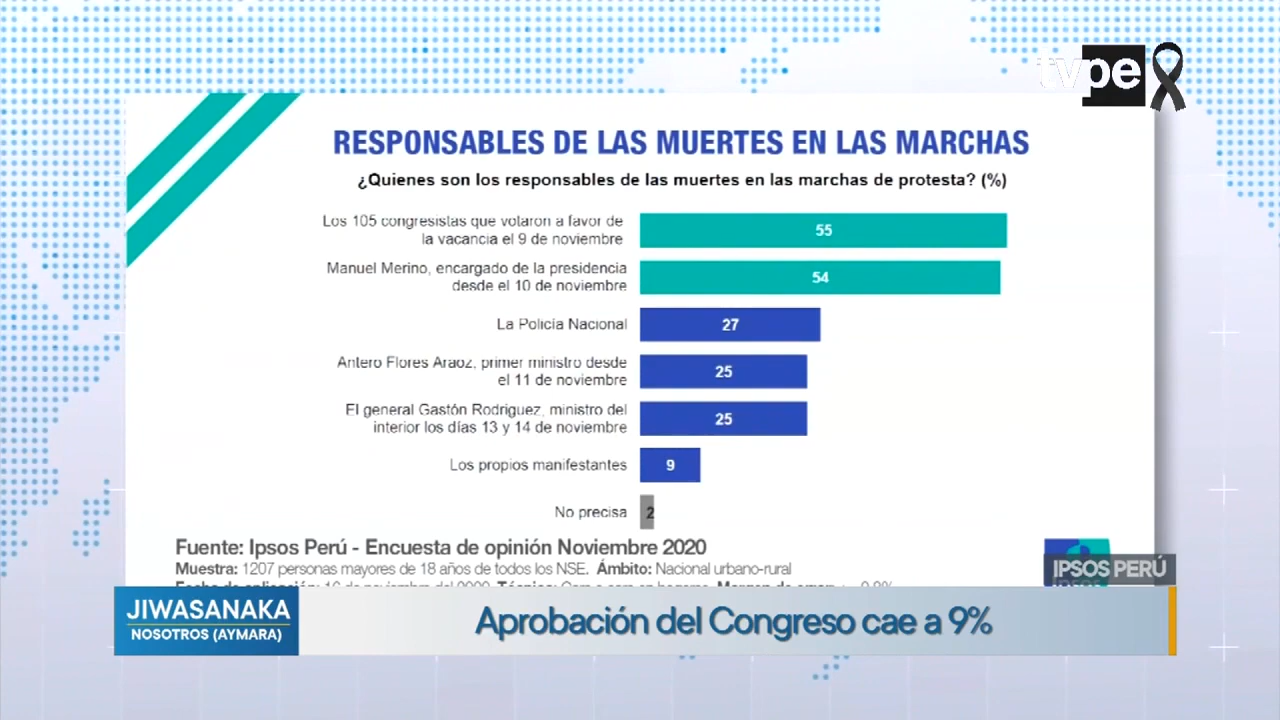 tvpe
RESPONSABLES DE LAS MUERTES EN LAS MARCHAS
¿Quienes son los responsables de las muertes en las marchas de protesta? (%)
Los 105 congresistas que votaron a favor de
la vacancia el 9 de noviembre
55
Manuel Merino, encargado de la presidencia
desde el 10 de noviembre
54
La Policía Nacional
27
Antero Flores Araoz, primer ministro desde
el 11 de noviembre
25
El general Gastón Rodriguez, ministro del
interior los días 13 y 14 de noviembre
25
Los propios manifestantes
9
No precisa
2
Fuente: Ipsos Perú - Encuesta de opinión Noviembre 2020
Muestra: 1207 personas mayores de 18 años de todos los NSE. Ámbito: Nacional urbano-rural
IPSOS PERÚ
JIWASANAKA
NOSOTROS (AYMARA)
Aprobación del Congreso cae a 9%